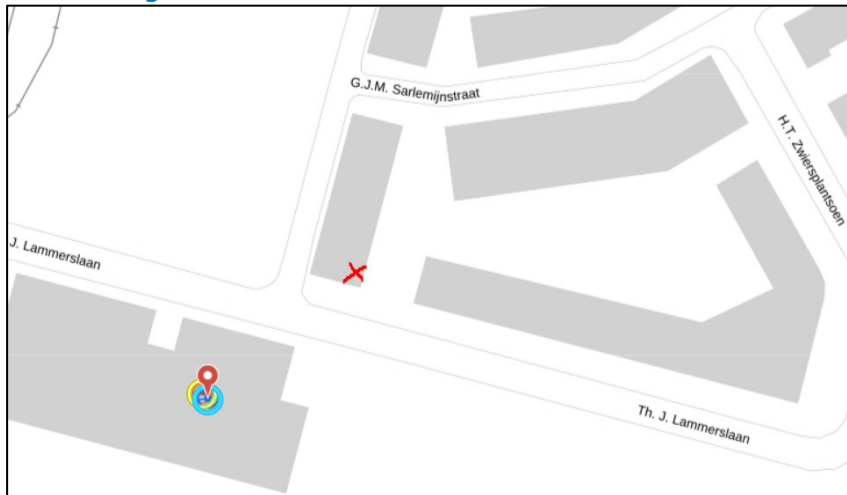 G.J.M. Sarlemijnstraat
H.T. Zwiersplantsoen
J. Lammerslaan
Th. J. Lammerslaan